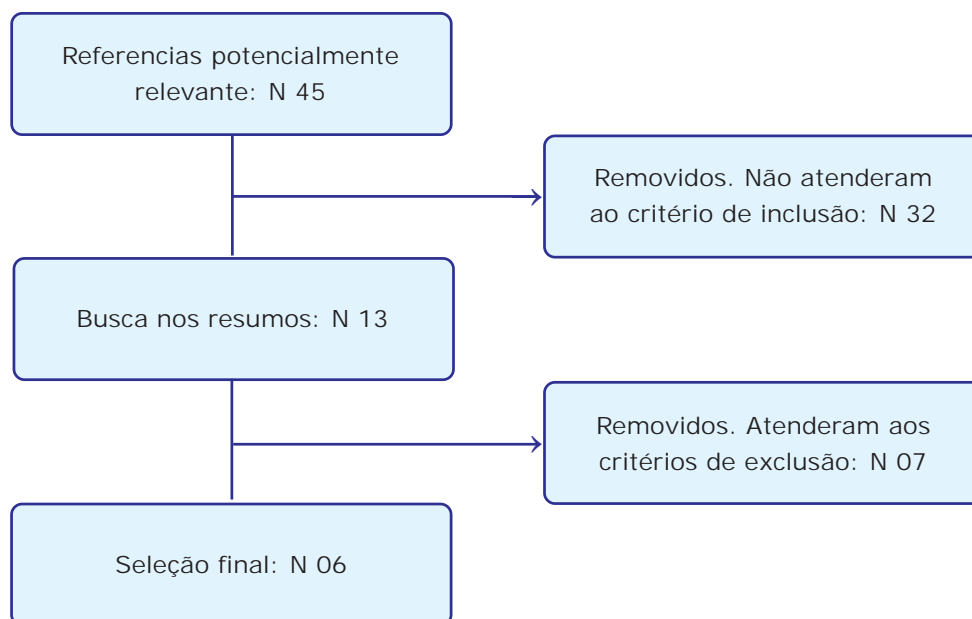 Referencias potencialmente
relevante: N 45
Removidos. Não atenderam
ao critério de inclusão: N 32
Busca nos resumos: N 13
Removidos. Atenderam aos
critérios de exclusão: N 07
Seleção final: N 06